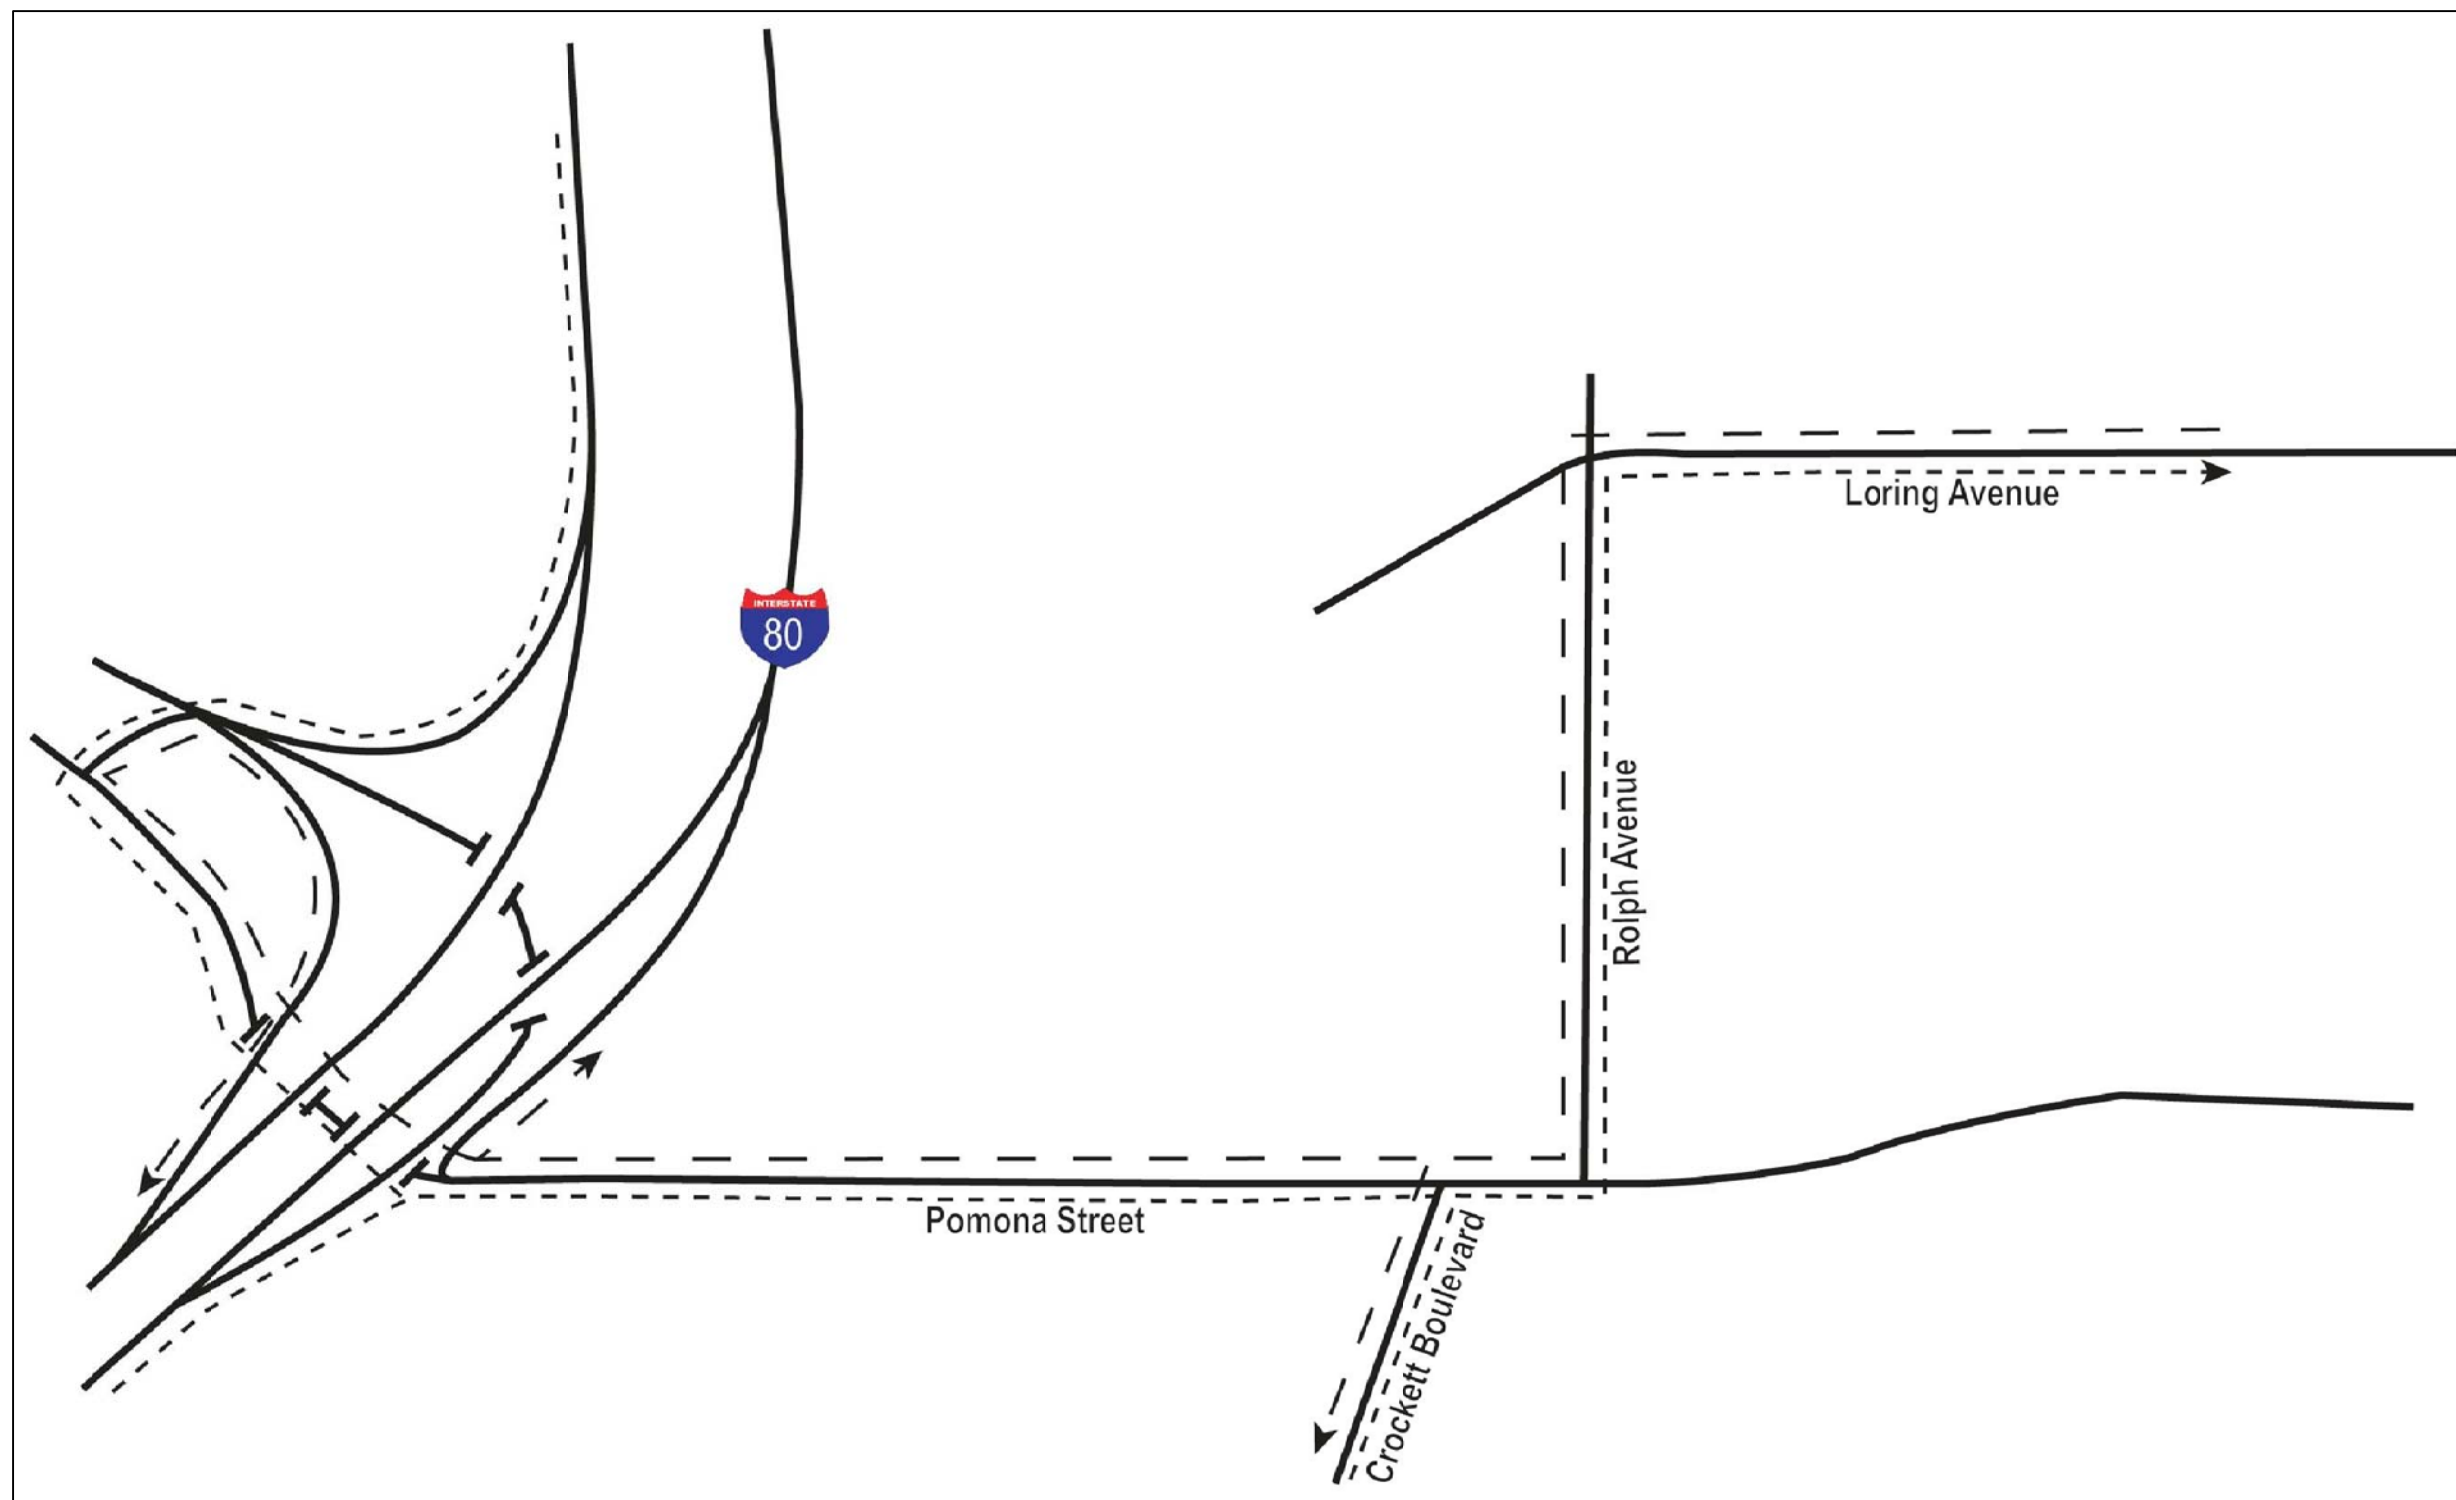 INTERSTATE
80
Loring Avenue
Rolph Avenue
Pomona Street
Crockett Boulevard